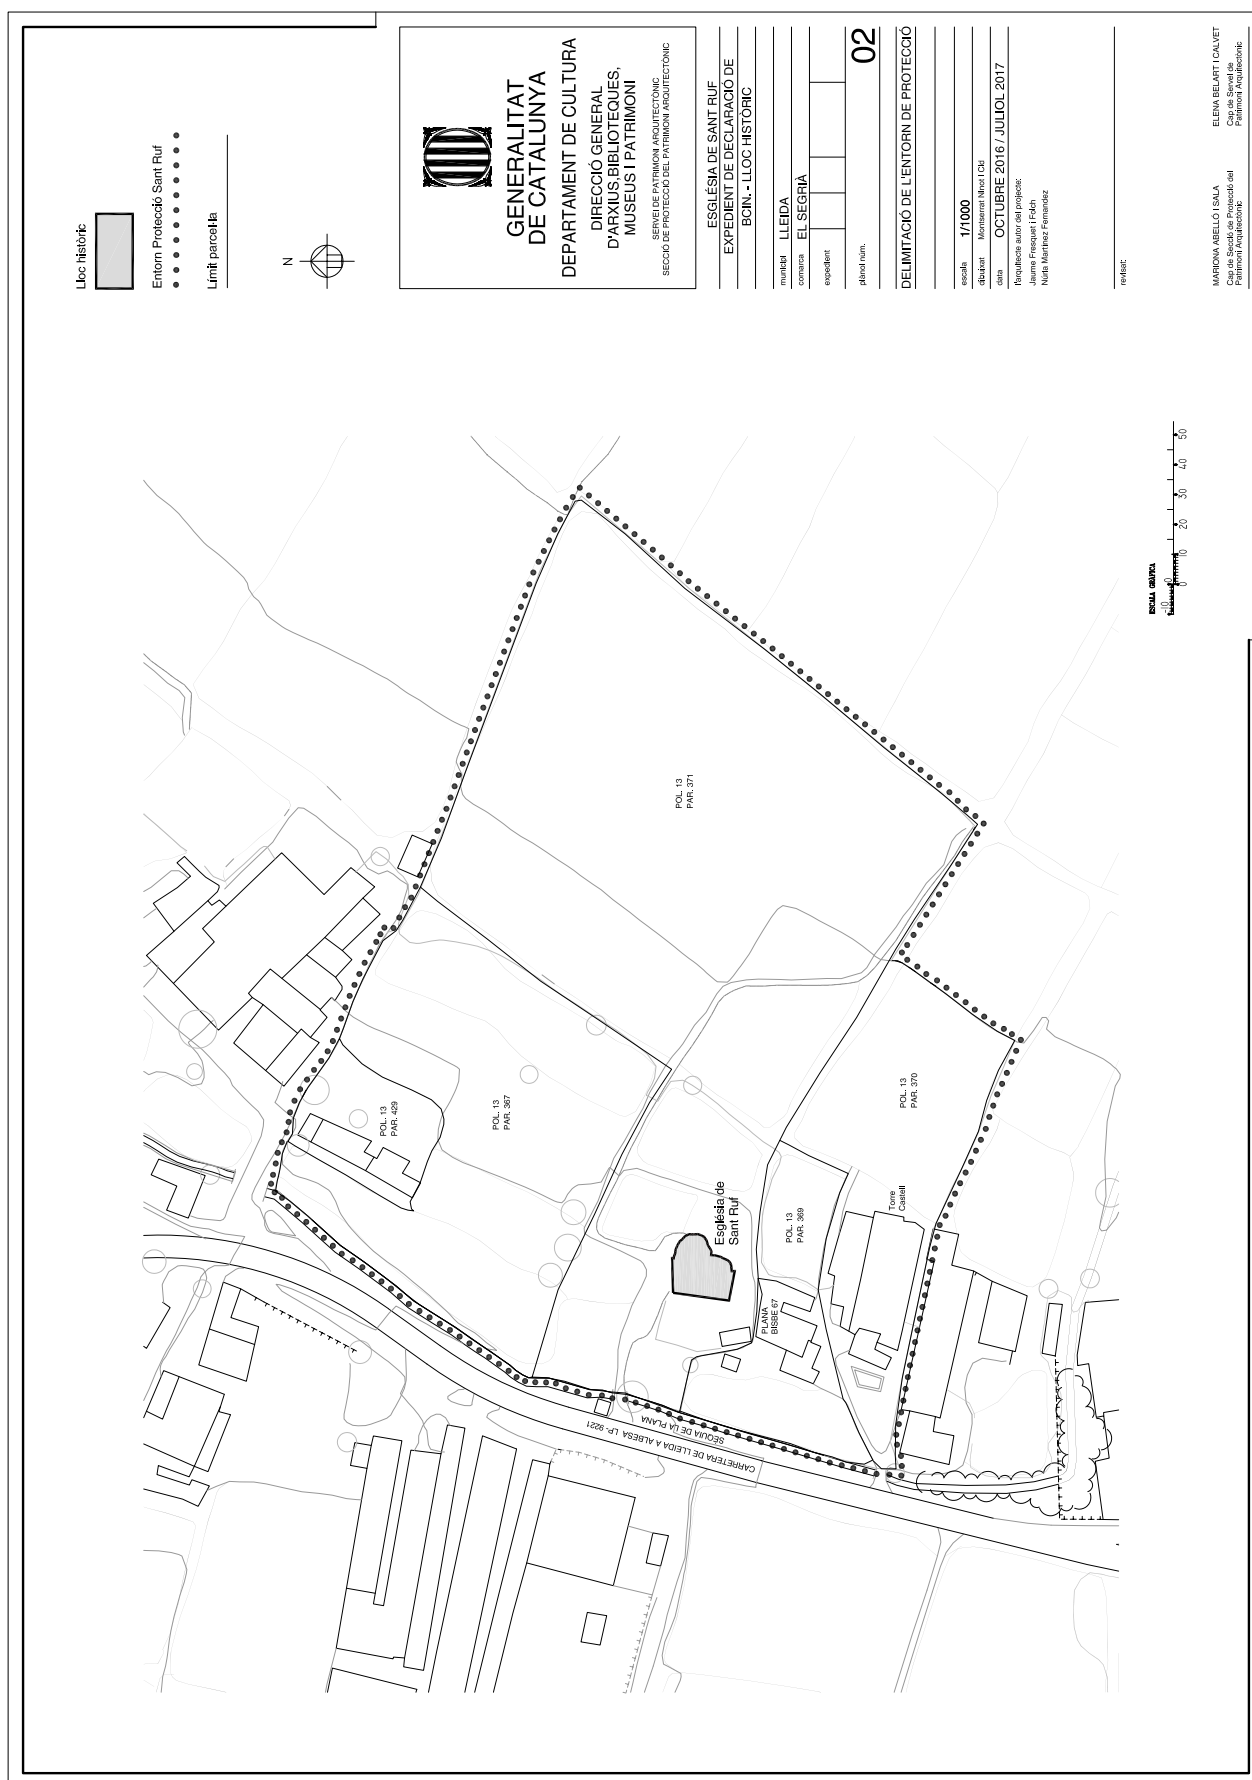 Lloc històric
Entorn Protecció Sant Ruf
Límit parcel·la
N
GENERALITAT
DE CATALUNYA
DEPARTAMENT DE CULTURA
DIRECCIÓ GENERAL
D'ARXIUS,BIBLIOTEQUES,
MUSEUS I PATRIMONI
SERVEI DE PATRIMONI ARQUITECTÒNIC
SECCIÓ DE PROTECCIÓ DEL PATRIMONI ARQUITECTÒNIC
ESGLÉSIA DE SANT RUF
EXPEDIENT DE DECLARACIÓ DE
BCIN. - LLOC HISTÒRIC
municipi LLEIDA
comarca EL SEGRIÀ
expedient
plànol núm. 02
DELIMITACIÓ DE L'ENTORN DE PROTECCIÓ
escala 1/1000
dibuixat Montserrat Ninot i Cid
data OCTUBRE 2016 / JULIOL 2017
l'arquitecte autor del projecte:
Jaume Fresquet i Folch
Núria Martínez Fernandez
revisat:
MARIONA ABELLÓ I SALA
Cap de Secció de Protecció del
Patrimoni Arquitectònic
ELENA BELART I CALVET
Cap de Servei de
Patrimoni Arquitectònic
POL. 13
PAR. 371
POL. 13
PAR. 429
POL. 13
PAR. 367
POL. 13
PAR. 370
POL. 13
PAR. 369
Església de
Sant Ruf
Torre
Castell
PLANA
BISBE 67
SÈQUIA DE LA PLANA
CARRETERA DE LLEIDA A ALBESA LP-9221
ESCALA GRÀFICA
-10 0
0 10 20 30 40 50